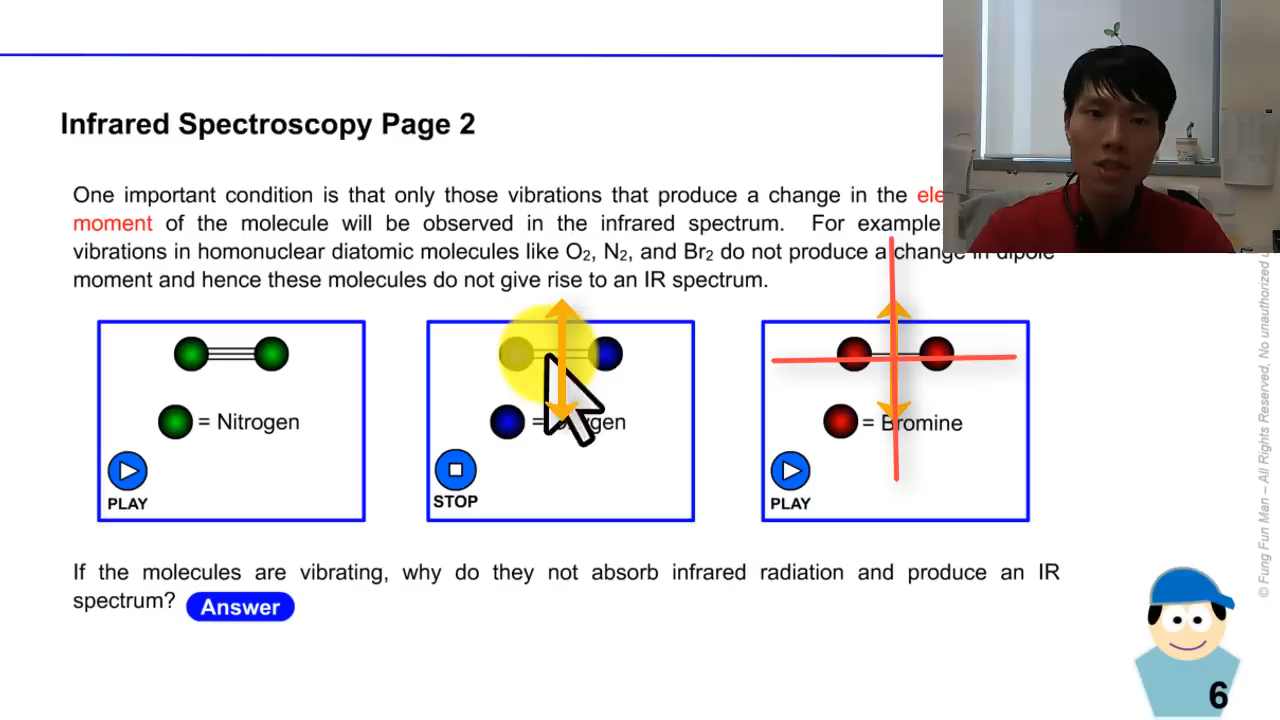 Infrared Spectroscopy Page 2
One important condition is that only those vibrations that produce a change in the
moment of the molecule will be observed in the infrared spectrum. For example
vibrations in homonuclear diatomic molecules like O₂, N₂, and Br₂ do not produce a change in dipole
moment and hence these molecules do not give rise to an IR spectrum.
= Nitrogen
=
= Bromine
PLAY
STOP
PLAY
If the molecules are vibrating, why do they not absorb infrared radiation and produce an IR
spectrum? Answer
© Fung Fun Man – All Rights Reserved, No unauthorized
6